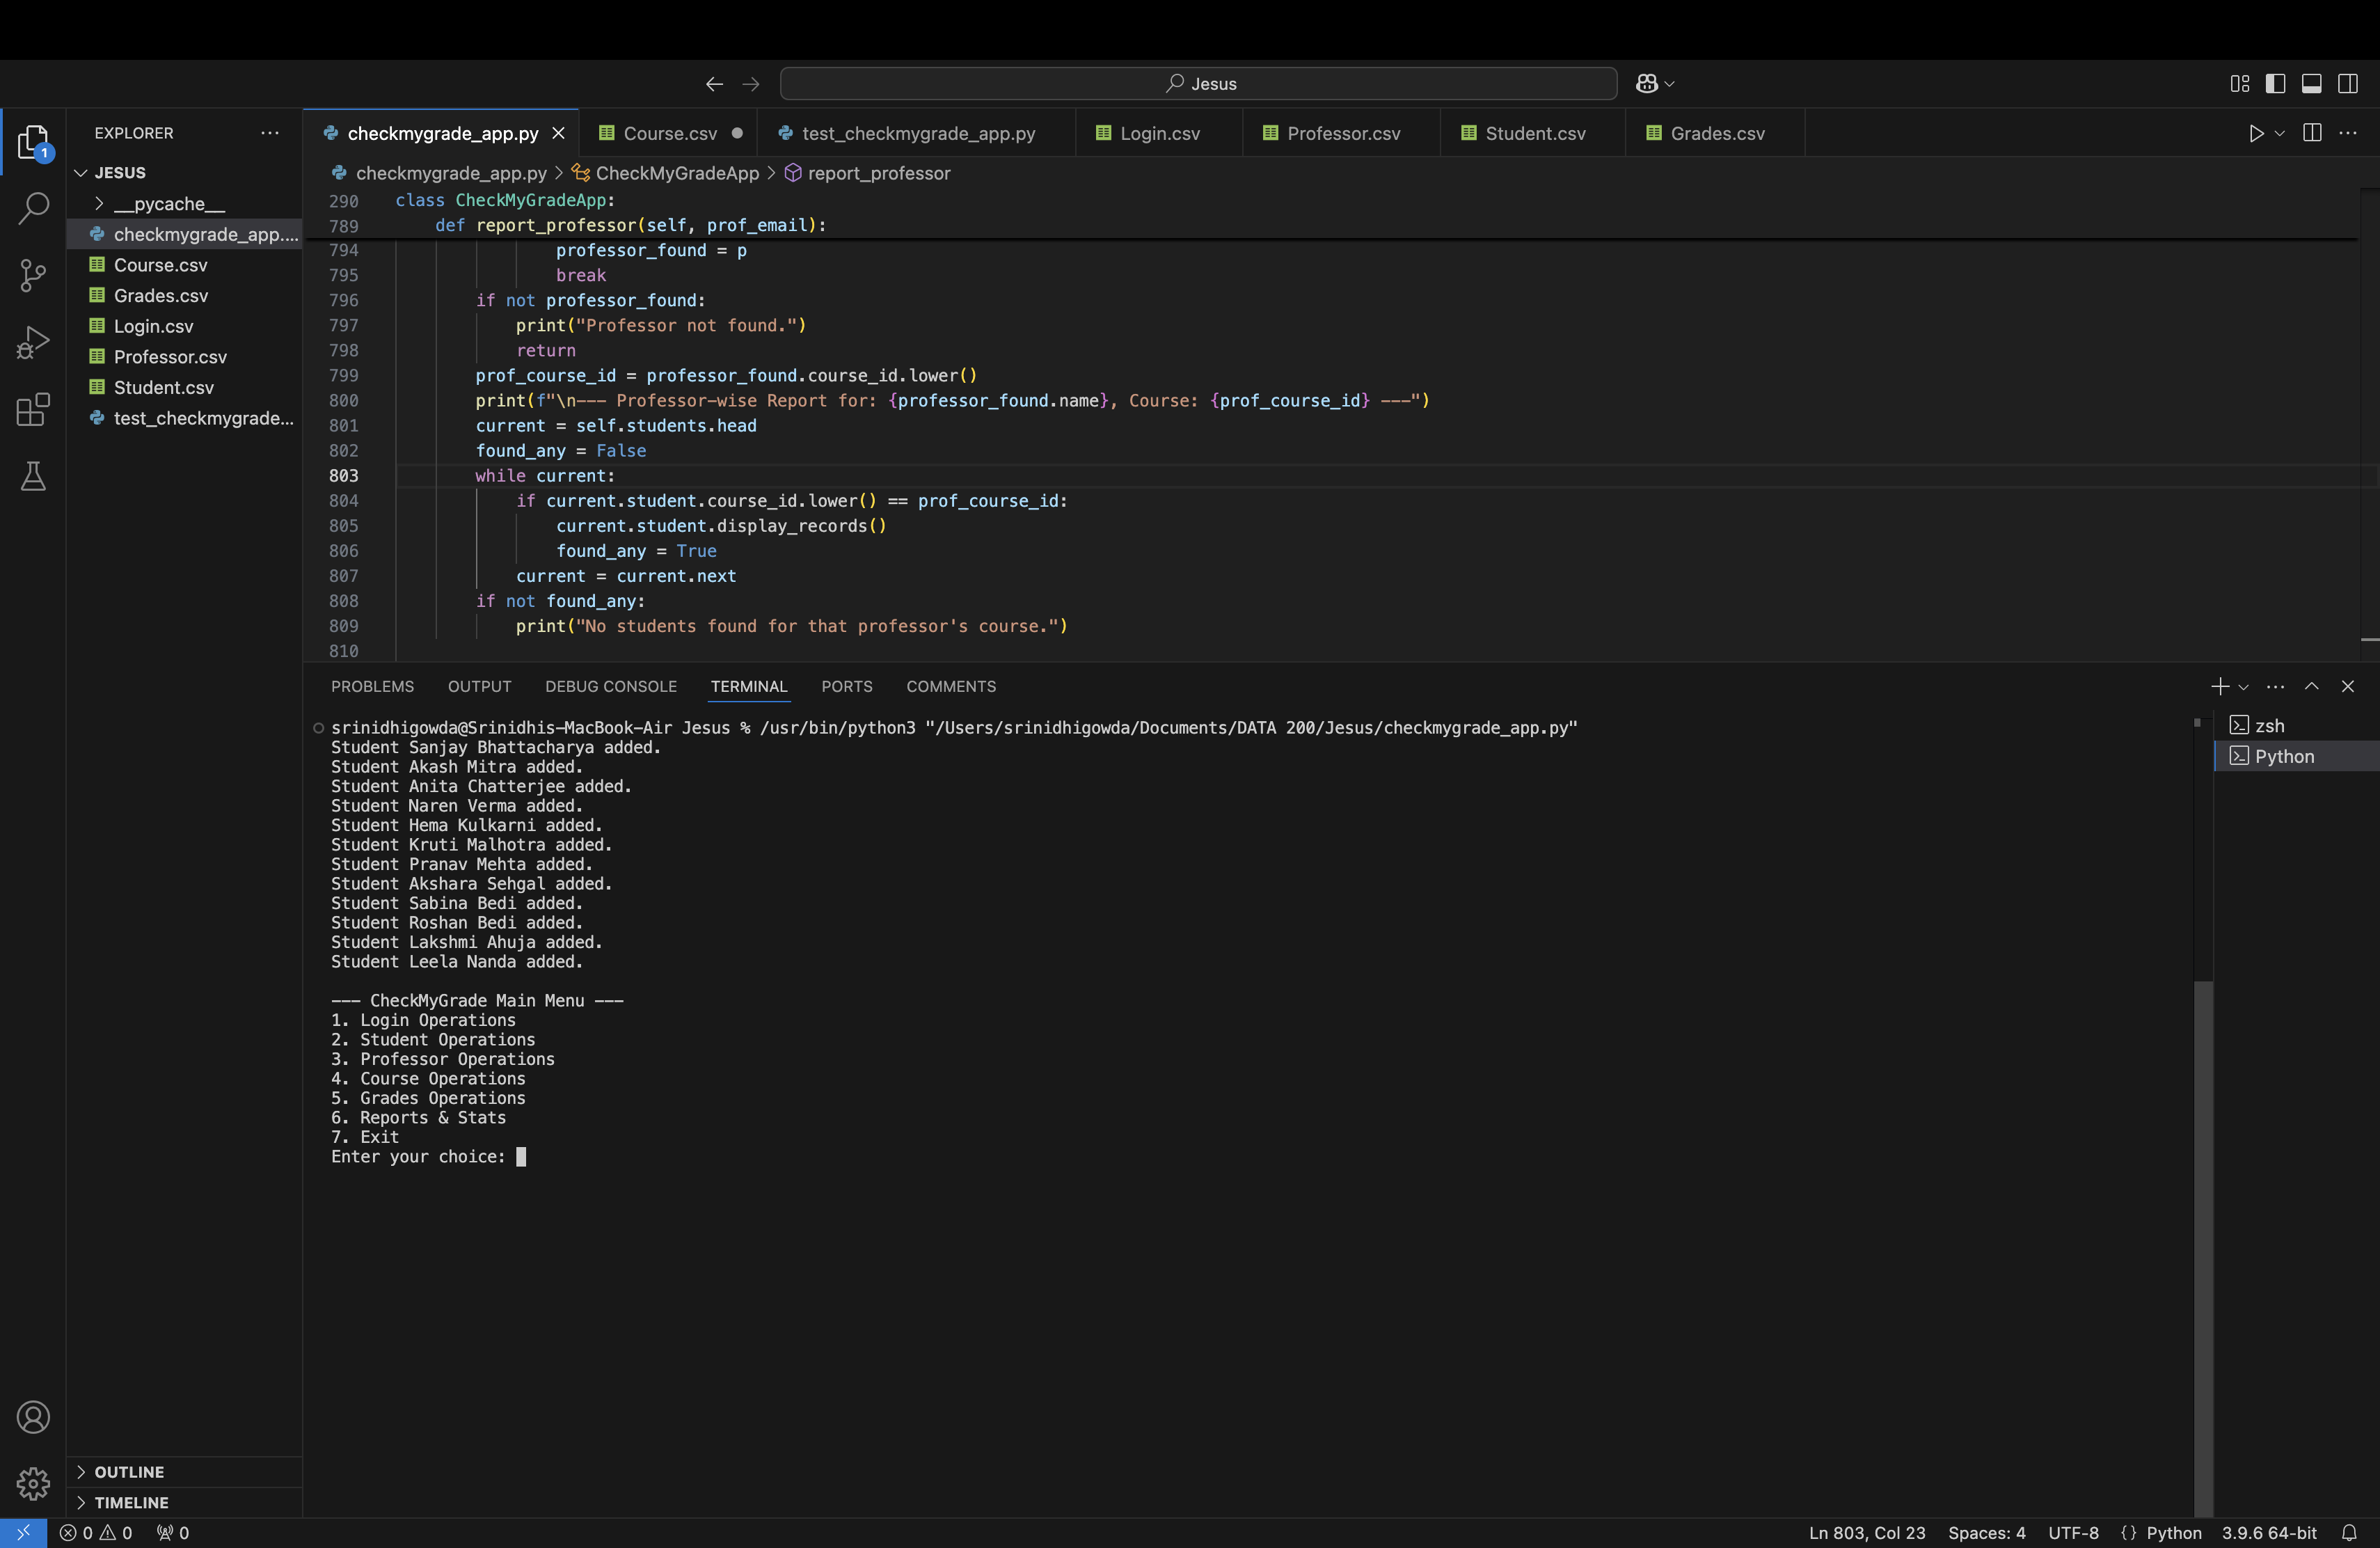 Jesus
EXPLORER
JESUS
__pycache__
checkmygrade_app....
Course.csv
Grades.csv
Login.csv
Professor.csv
Student.csv
test_checkmygrade...
OUTLINE
TIMELINE
1
checkmygrade_app.py
Course.csv
test_checkmygrade_app.py
Login.csv
Professor.csv
Student.csv
Grades.csv
checkmygrade_app.py > CheckMyGradeApp > report_professor
290 class CheckMyGradeApp:
789     def report_professor(self, prof_email):
794                 professor_found = p
795                 break
796         if not professor_found:
797             print("Professor not found.")
798             return
799         prof_course_id = professor_found.course_id.lower()
800         print(f"\n--- Professor-wise Report for: {professor_found.name}, Course: {prof_course_id} ---")
801         current = self.students.head
802         found_any = False
803         while current:
804             if current.student.course_id.lower() == prof_course_id:
805                 current.student.display_records()
806                 found_any = True
807             current = current.next
808         if not found_any:
809             print("No students found for that professor's course.")
810
PROBLEMS OUTPUT DEBUG CONSOLE TERMINAL PORTS COMMENTS
srinidhigowda@Srinidhis-MacBook-Air Jesus % /usr/bin/python3 "/Users/srinidhigowda/Documents/DATA 200/Jesus/checkmygrade_app.py"
Student Sanjay Bhattacharya added.
Student Akash Mitra added.
Student Anita Chatterjee added.
Student Naren Verma added.
Student Hema Kulkarni added.
Student Kruti Malhotra added.
Student Pranav Mehta added.
Student Akshara Sehgal added.
Student Sabina Bedi added.
Student Roshan Bedi added.
Student Lakshmi Ahuja added.
Student Leela Nanda added.
--- CheckMyGrade Main Menu ---
1. Login Operations
2. Student Operations
3. Professor Operations
4. Course Operations
5. Grades Operations
6. Reports & Stats
7. Exit
Enter your choice:
zsh
Python
0 0 0
Ln 803, Col 23 Spaces: 4 UTF-8 {} Python 3.9.6 64-bit